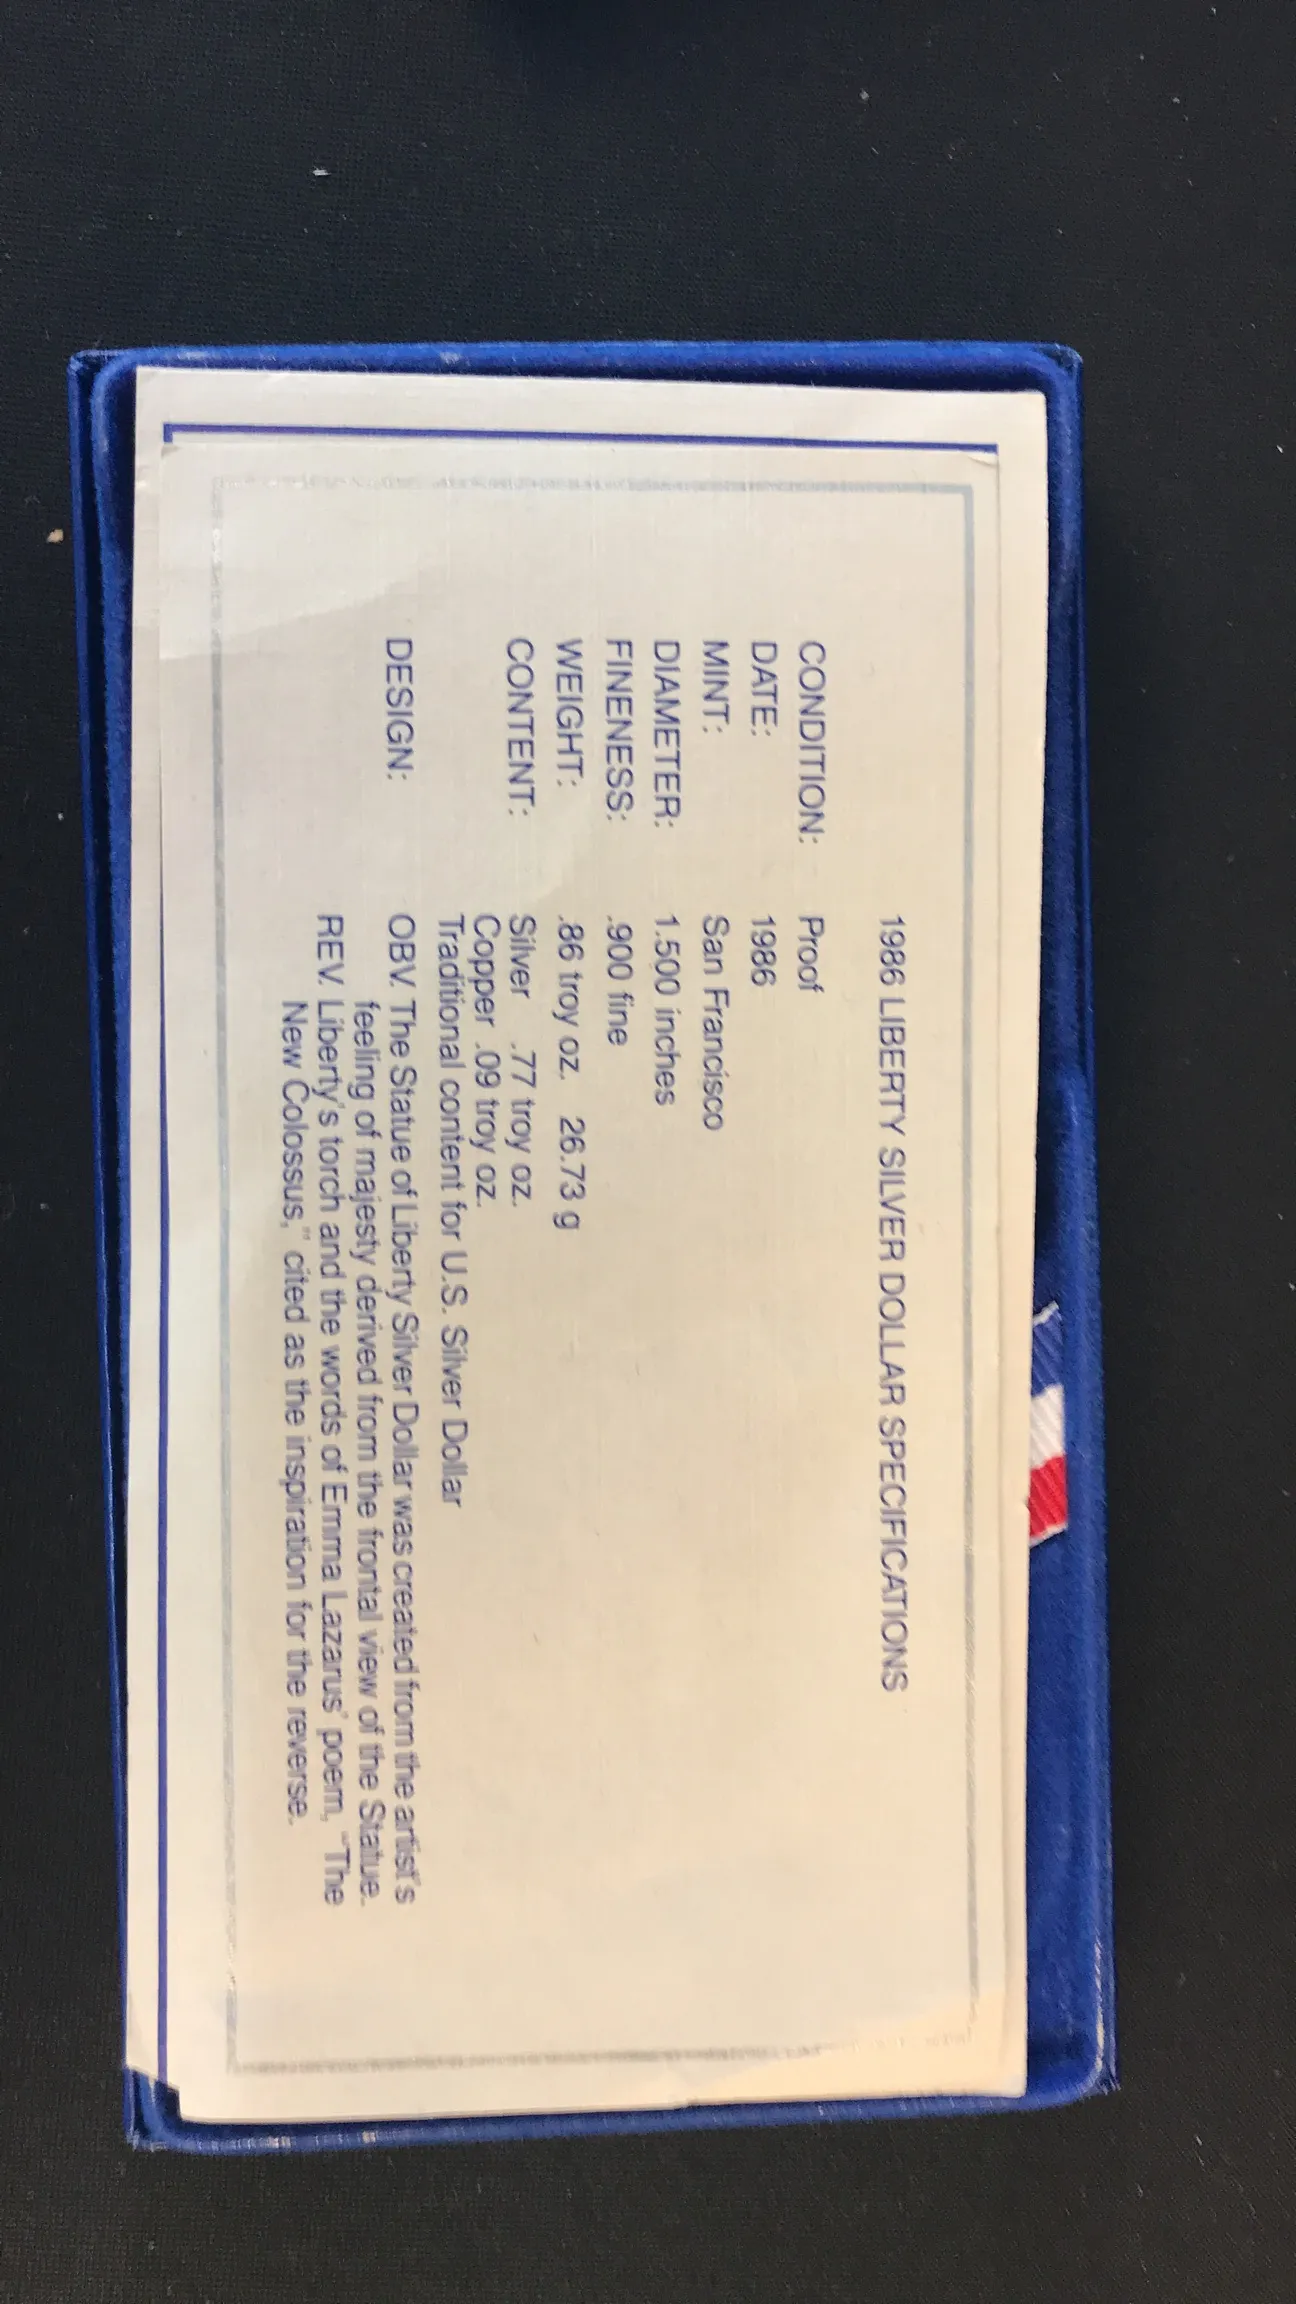 1986 LIBERTY SILVER DOLLAR SPECIFICATIONS
CONDITION: Proof
DATE: 1986
MINT: San Francisco
DIAMETER: 1.500 inches
FINENESS: .900 fine
WEIGHT: .86 troy oz. 26.73 g
CONTENT: Silver .77 troy oz.
Copper .09 troy oz.
Traditional content for U.S. Silver Dollar
DESIGN: OBV. The Statue of Liberty Silver Dollar was created from the artist's
feeling of majesty derived from the frontal view of the Statue.
REV. Liberty's torch and the words of Emma Lazarus' poem, "The
New Colossus,'" cited as the inspiration for the reverse.